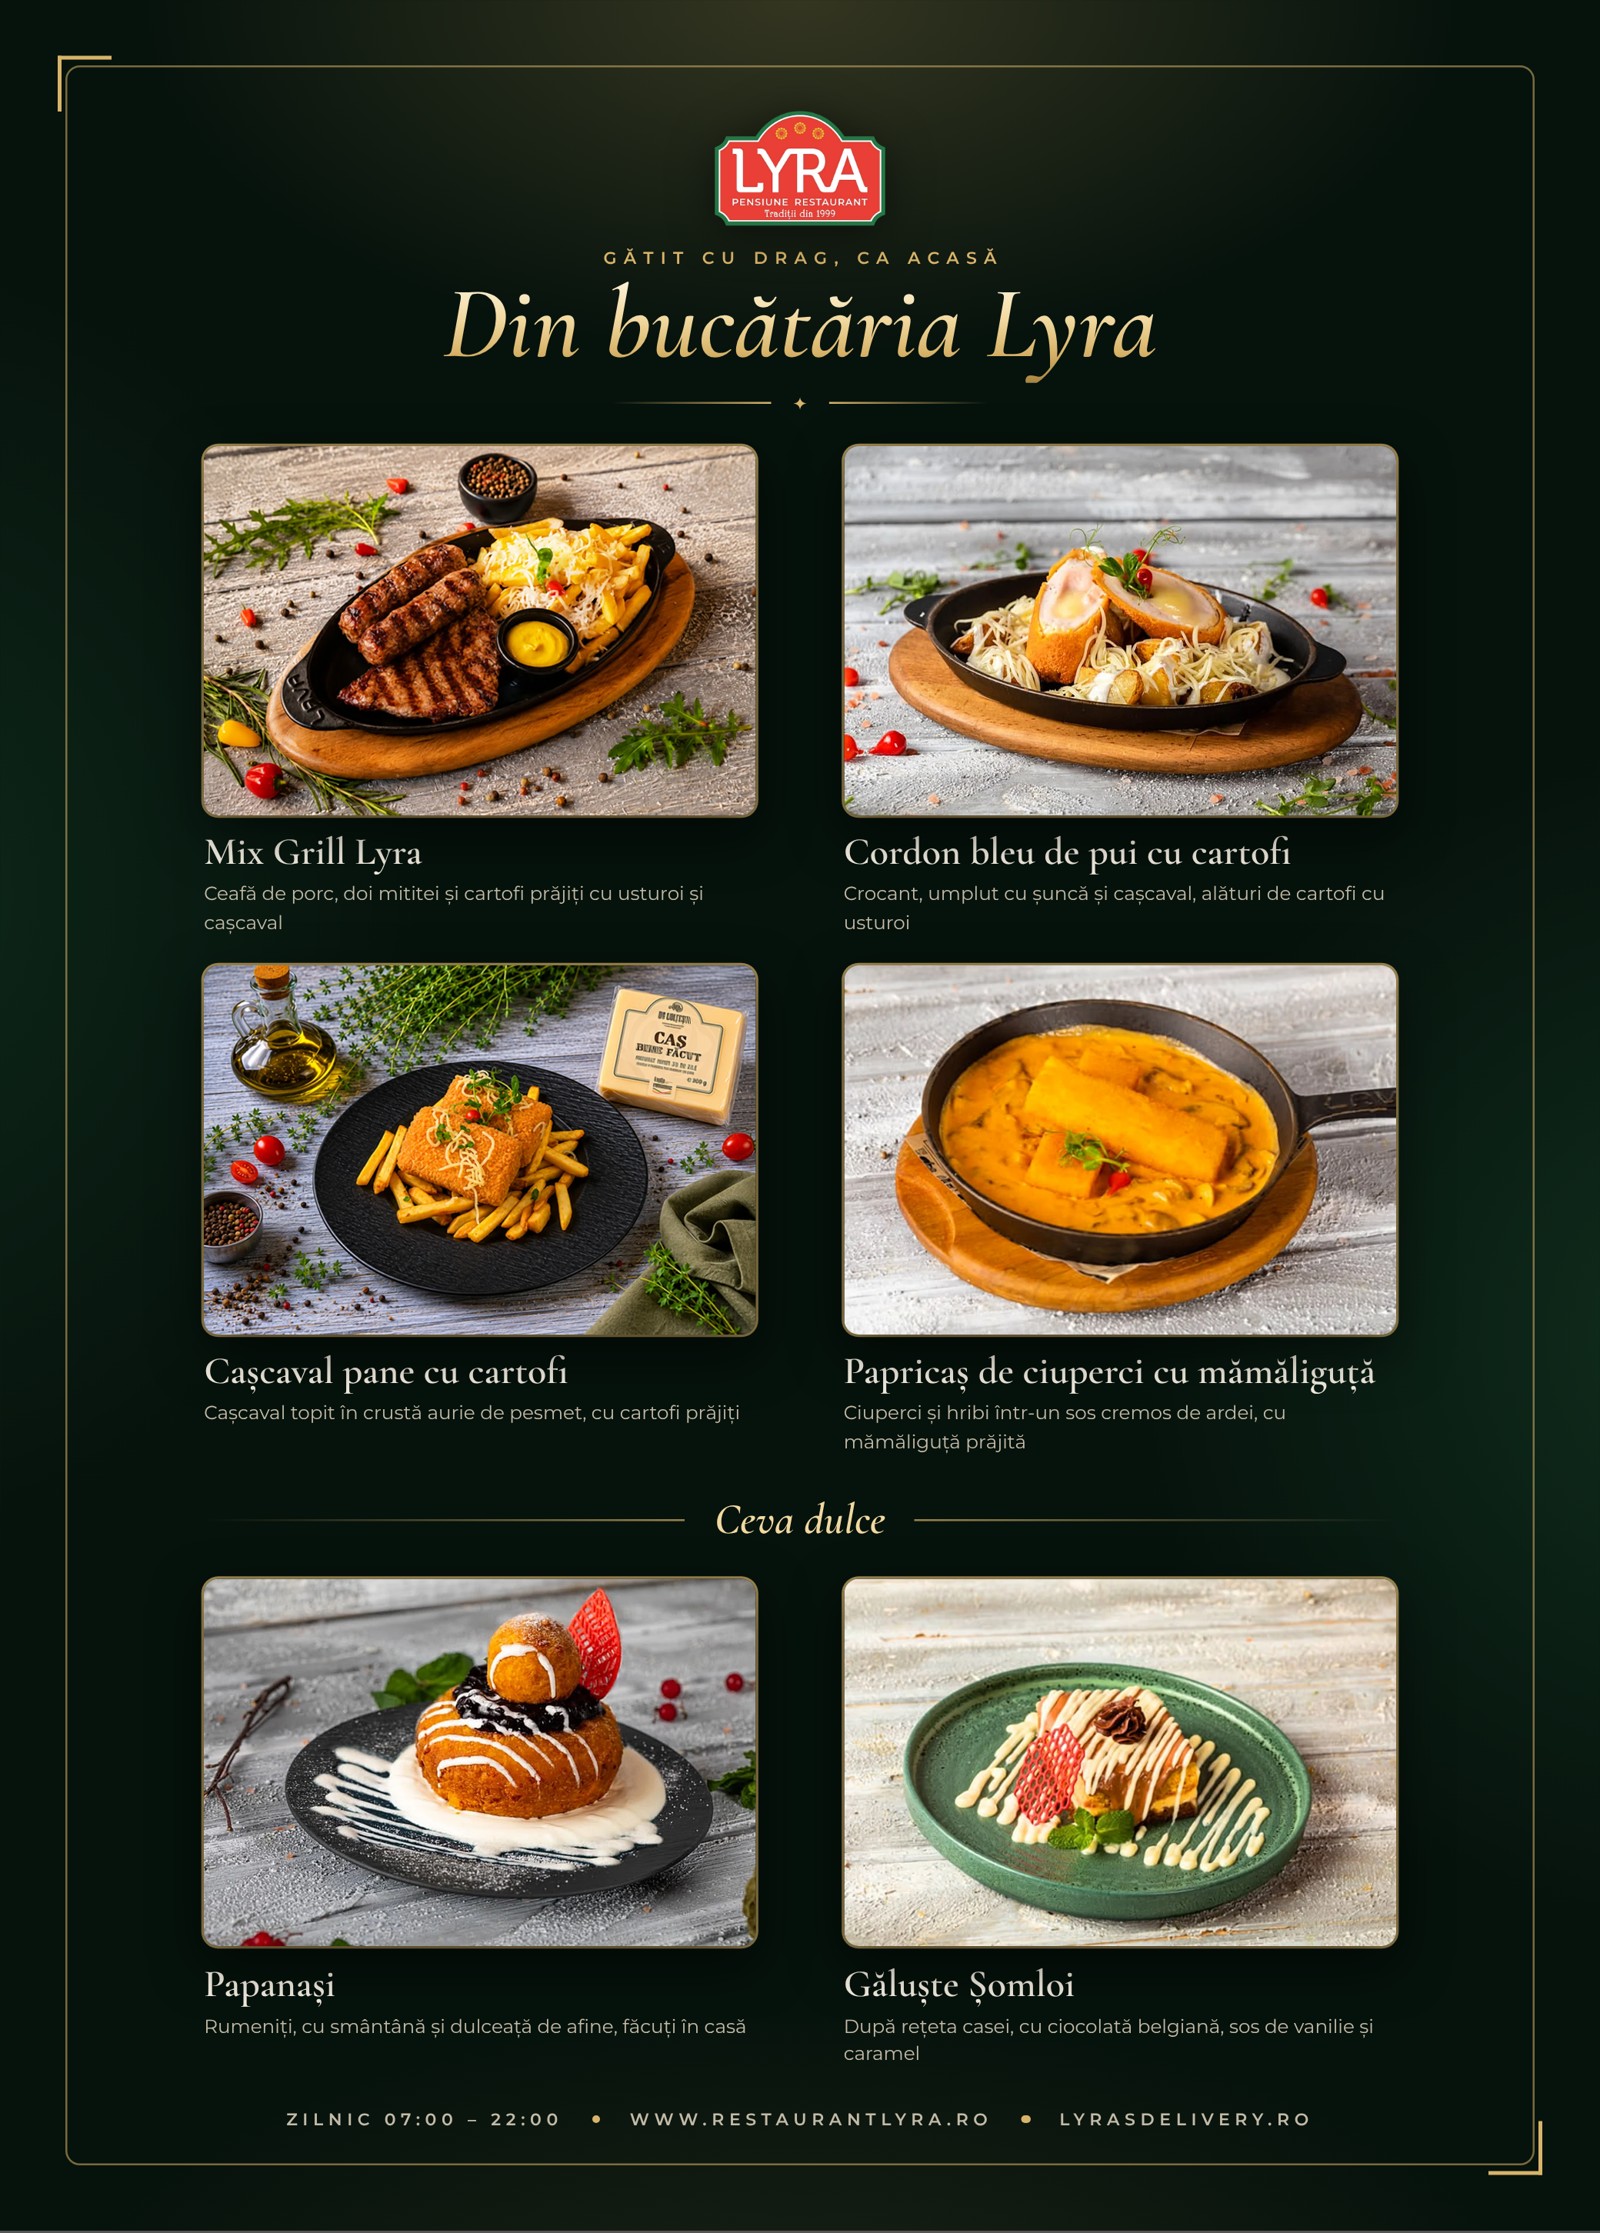 LYRA
PENSIUNE RESTAURANT
Tradiții din 1999
GĂTIT CU DRAG, CA ACASĂ
Din bucătăria Lyra
LAVA
Mix Grill Lyra
Ceafă de porc, doi mititei și cartofi prăjiți cu usturoi și
cașcaval
Cordon bleu de pui cu cartofi
Crocant, umplut cu șuncă și cașcaval, alături de cartofi cu
usturoi
CAȘ
BINE FĂCUT
Cașcaval pane cu cartofi
Cașcaval topit în crustă aurie de pesmet, cu cartofi prăjiți
Papricaș de ciuperci cu mămăliguță
Ciuperci și hribi într-un sos cremos de ardei, cu
mămăliguță prăjită
Ceva dulce
Papanași
Rumeniți, cu smântână și dulceață de afine, făcuți în casă
Găluște Șomloi
După rețeta casei, cu ciocolată belgiană, sos de vanilie și
caramel
ZILNIC 07:00 – 22:00 • WWW.RESTAURANTLYRA.RO • LYRASDELIVERY.RO